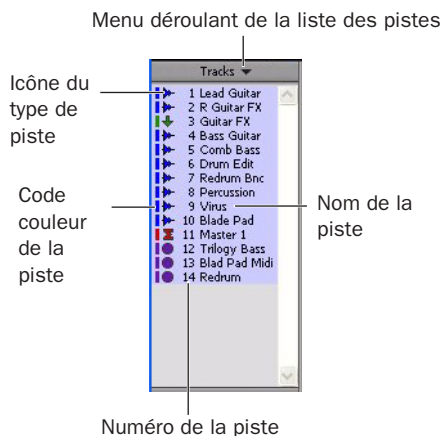 Menu déroulant de la liste des pistes
Tracks
Icône du
type de
piste
1 Lead Guitar
2 R Guitar FX
3 Guitar FX
4 Bass Guitar
5 Comb Bass
6 Drum Edit
7 Redrum Bnc
8 Percussion
9 Virus
10 Blade Pad
11 Master 1
12 Trilogy Bass
13 Blad Pad Midi
14 Redrum
Code
couleur
de la
piste
Nom de la
piste
Numéro de la piste